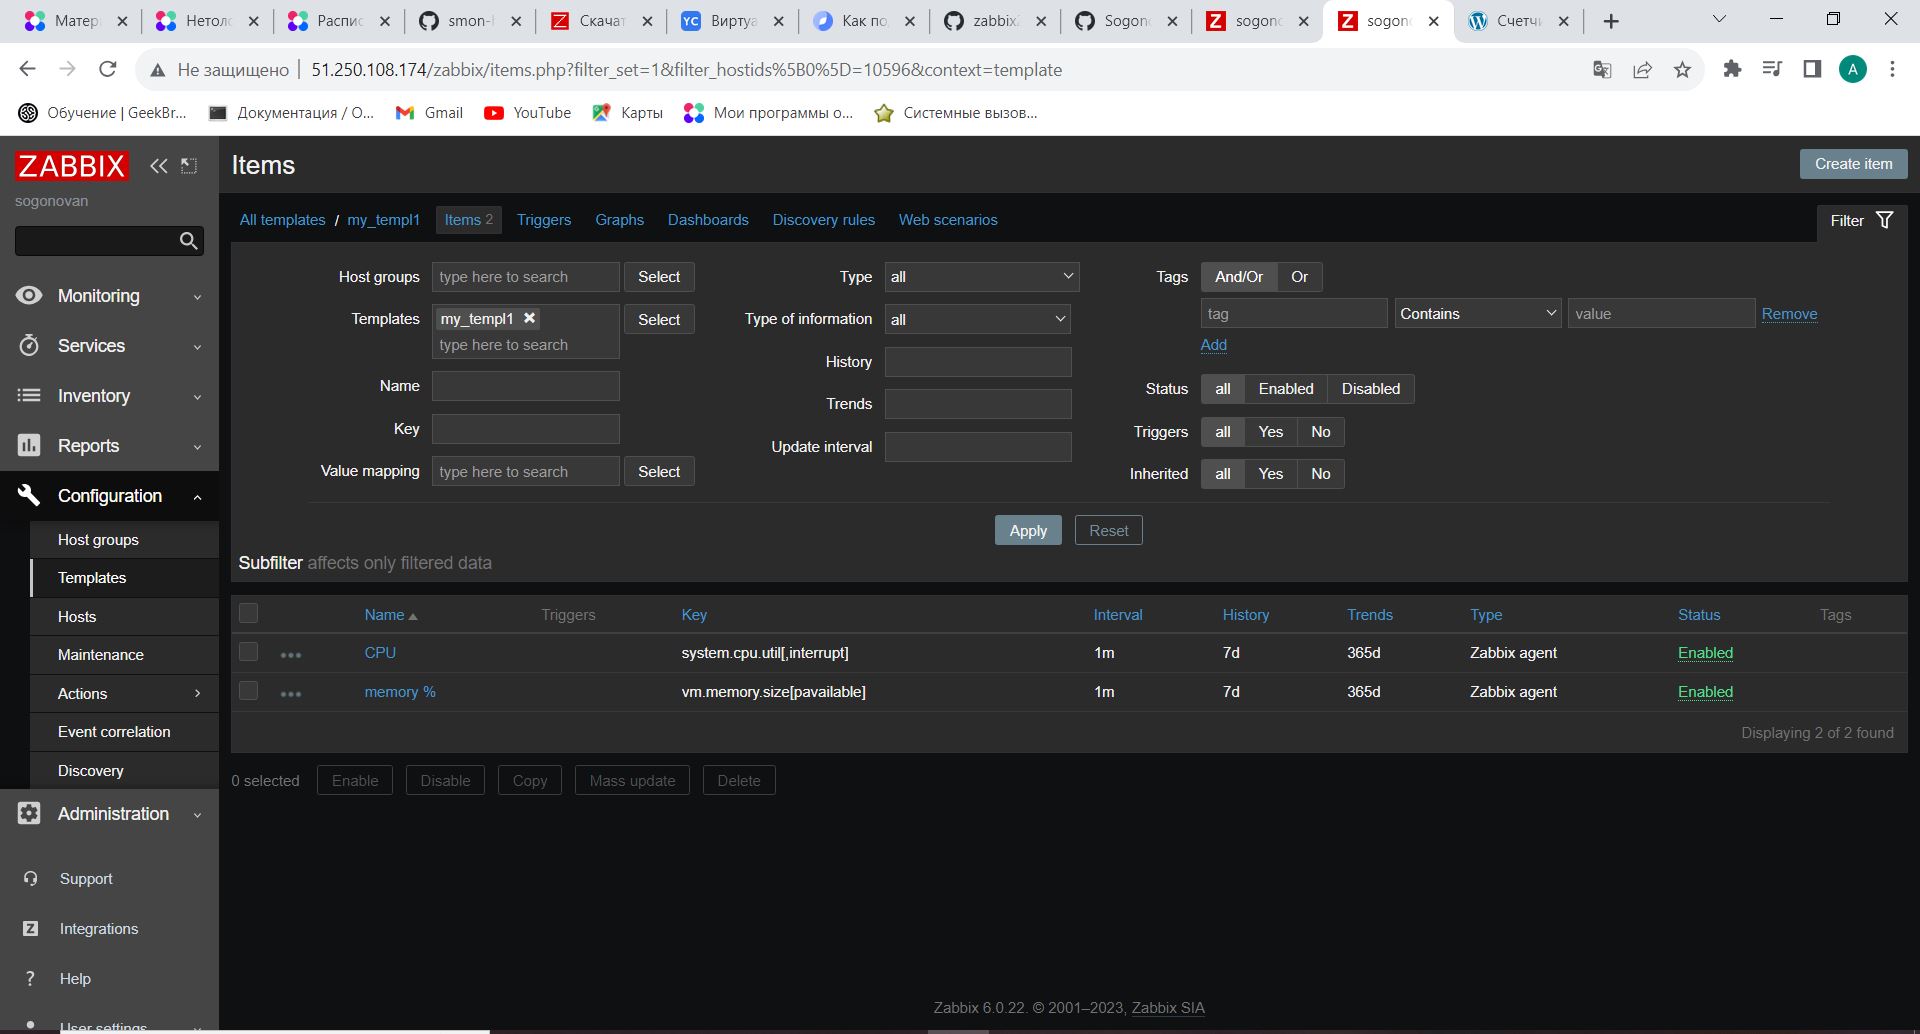 Матер
Нетоло
Распис
smon-
Скачат
Виртуа
Как по
zabbix
Sogono
sogono
sogono
Счетчи
Не защищено 51.250.108.174/zabbix/items.php?filter_set=1&filter_hostids%5B0%5D=10596&context=template
A
Обучение | GeekBr...
Документация / О...
Gmail
YouTube
Карты
Мои программы о...
Системные вызов...
ZABBIX
sogonovan
Monitoring
Services
Inventory
Reports
Configuration
Host groups
Templates
Hosts
Maintenance
Actions
Event correlation
Discovery
Administration
Support
Integrations
Help
User settings
Items
Create item
All templates / my_templ1 Items 2 Triggers Graphs Dashboards Discovery rules Web scenarios
Filter
Host groups type here to search Select
Templates my_templ1 Select
type here to search
Name
Key
Value mapping type here to search Select
Type all
Type of information all
History
Trends
Update interval
Tags And/Or Or
tag Contains value Remove
Add
Status all Enabled Disabled
Triggers all Yes No
Inherited all Yes No
Apply Reset
Subfilter affects only filtered data
Name Triggers Key Interval History Trends Type Status Tags
CPU system.cpu.util[,interrupt] 1m 7d 365d Zabbix agent Enabled
memory % vm.memory.size[pavailable] 1m 7d 365d Zabbix agent Enabled
Displaying 2 of 2 found
0 selected Enable Disable Copy Mass update Delete
Zabbix 6.0.22. © 2001–2023, Zabbix SIA